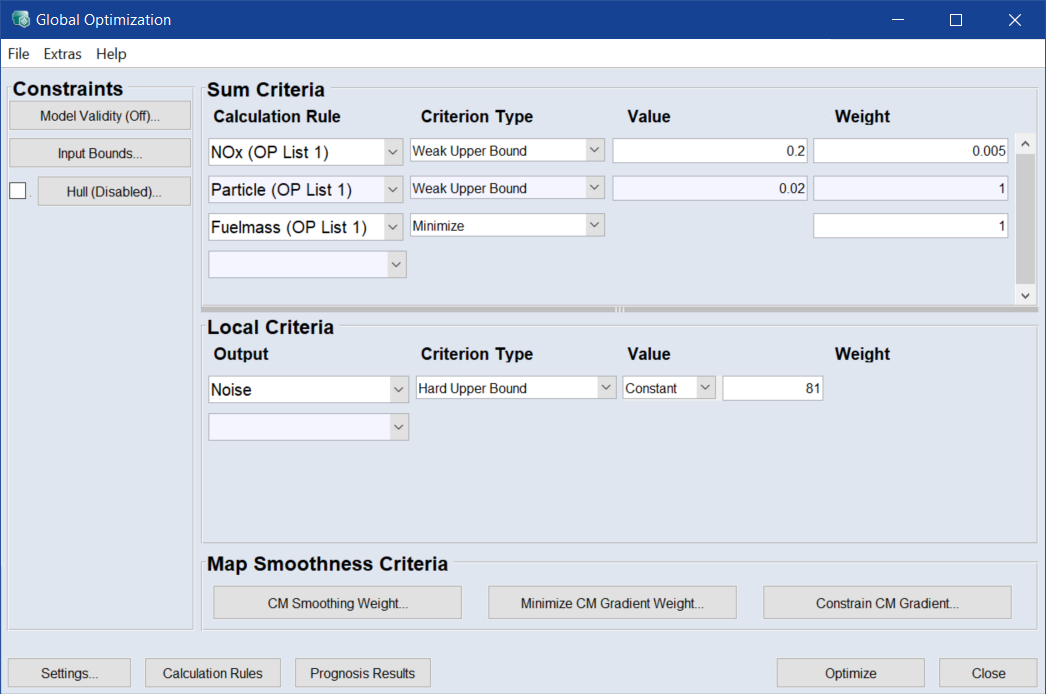 Global Optimization
File Extras Help
Constraints
Model Validity (Off)...
Input Bounds...
Hull (Disabled)...
Sum Criteria
Calculation Rule Criterion Type Value Weight
NOx (OP List 1) Weak Upper Bound 0.2 0.005
Particle (OP List 1) Weak Upper Bound 0.02 1
Fuelmass (OP List 1) Minimize 1
Local Criteria
Output Criterion Type Value Weight
Noise Hard Upper Bound Constant 81
Map Smoothness Criteria
CM Smoothing Weight... Minimize CM Gradient Weight... Constrain CM Gradient...
Settings... Calculation Rules Prognosis Results Optimize Close